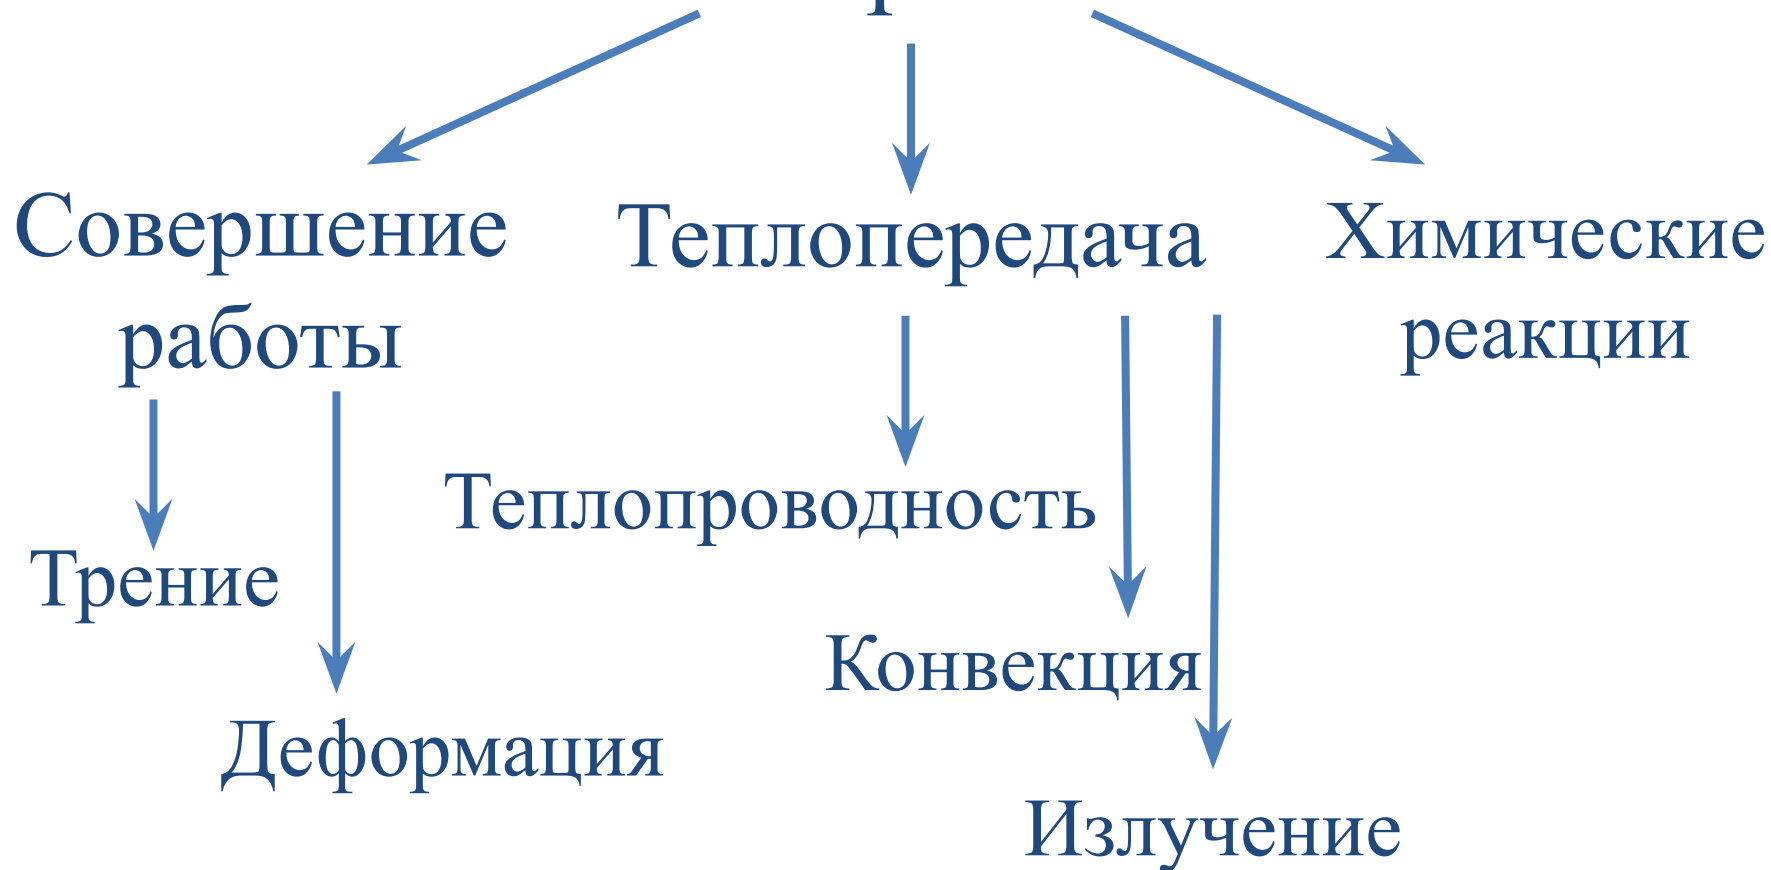 Совершение
работы
Теплопередача
Химические
реакции
Теплопроводность
Трение
Конвекция
Деформация
Излучение